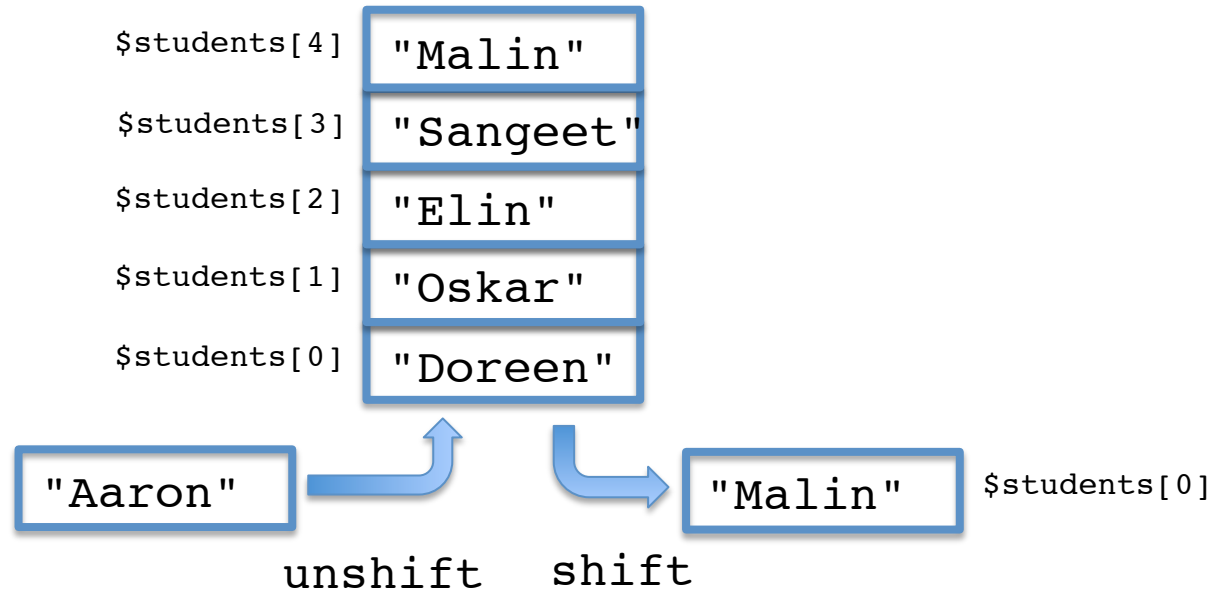 $students[4] "Malin"
$students[3] "Sangeet"
$students[2] "Elin"
$students[1] "Oskar"
$students[0] "Doreen"
"Aaron" "Malin" $students[0]
unshift shift